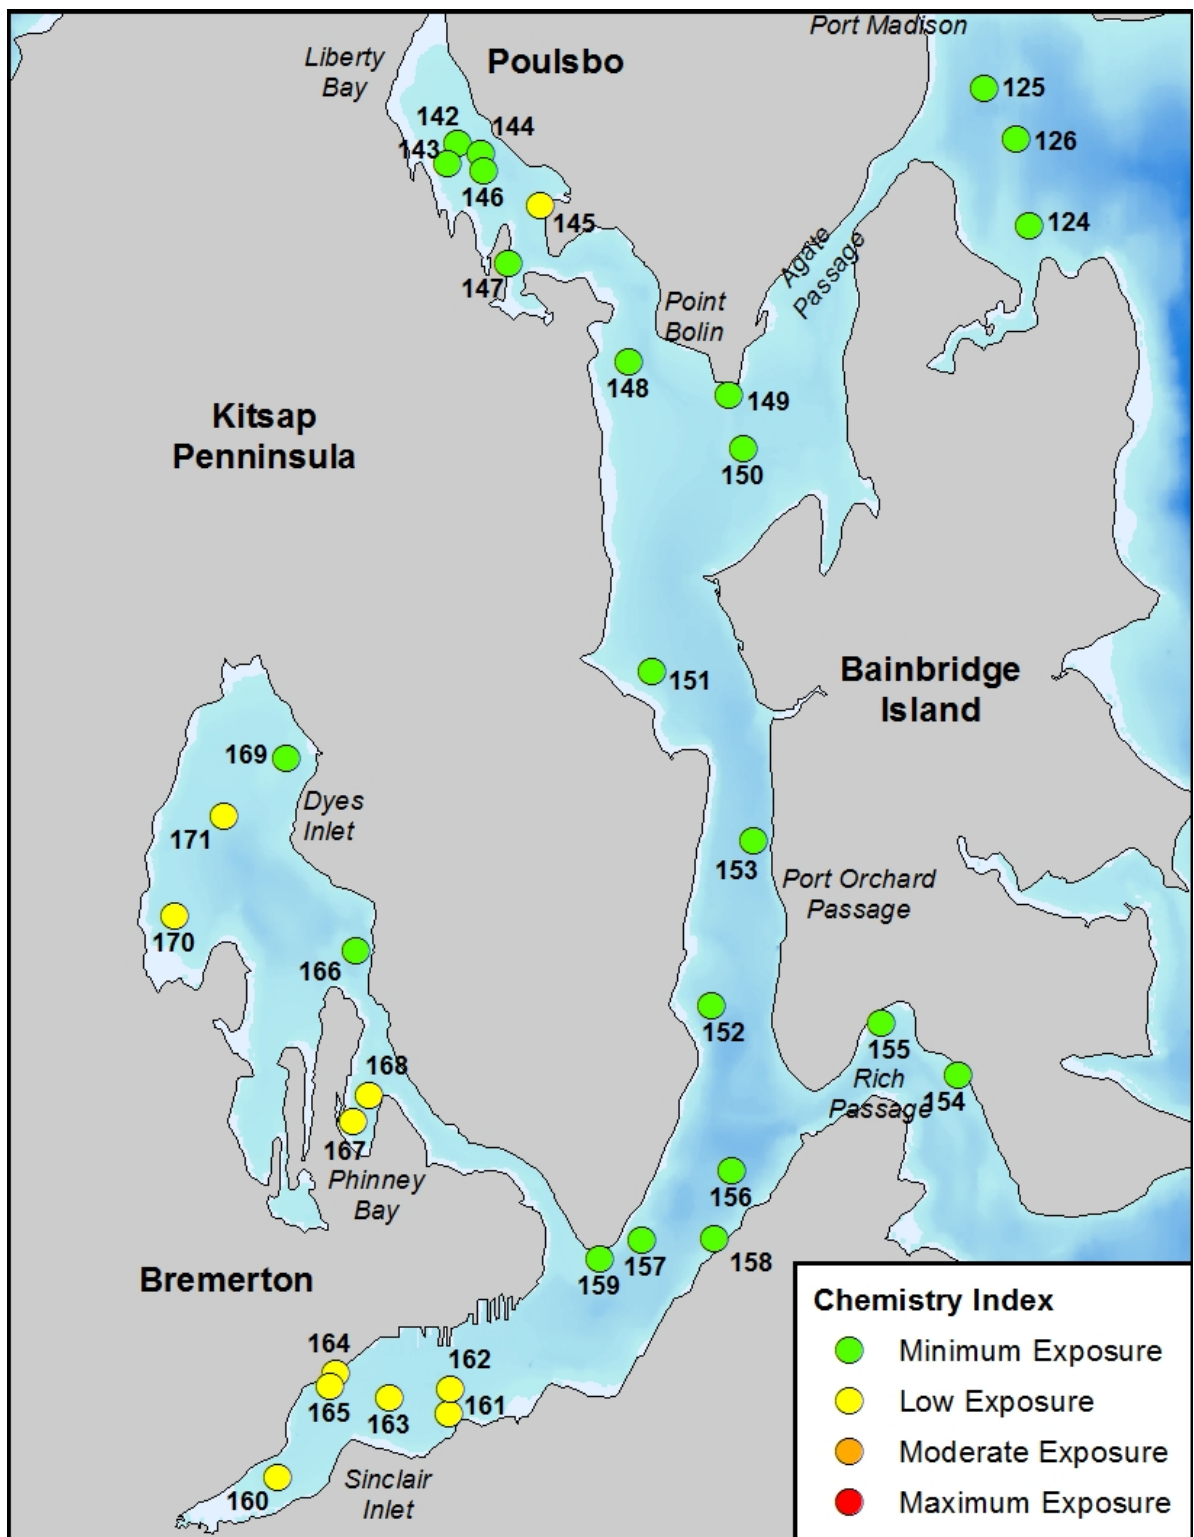 Port Madison
Liberty
Bay
Poulsbo
125
142
144
126
143
146
145
124
Agate
Passage
147
Point
Bolin
148
149
Kitsap
Penninsula
150
151
Bainbridge
Island
169
Dyes
Inlet
171
153
Port Orchard
Passage
170
166
152
155
168
Rich
Passage
154
167
Phinney
Bay
156
158
157
159
Bremerton
164
162
165
163
161
Sinclair
Inlet
160
Chemistry Index
Minimum Exposure
Low Exposure
Moderate Exposure
Maximum Exposure